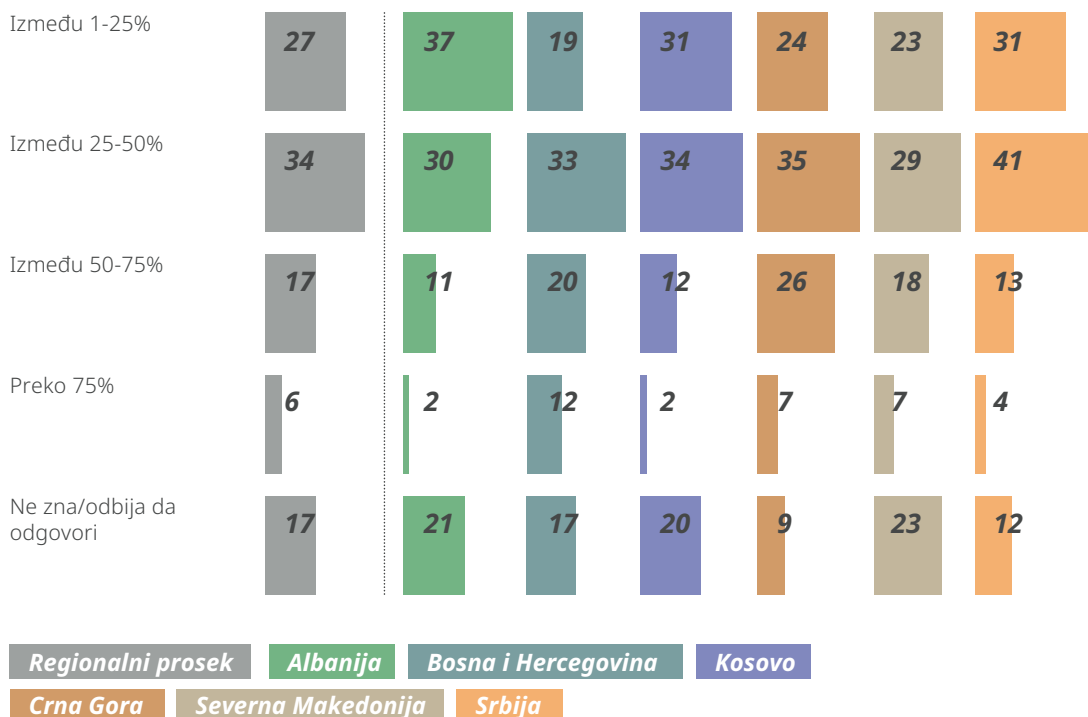 Između 1-25%
27 37 19 31 24 23 31
Između 25-50%
34 30 33 34 35 29 41
Između 50-75%
17 11 20 12 26 18 13
Preko 75%
6 2 12 2 7 7 4
Ne zna/odbija da
odgovori
17 21 17 20 9 23 12
Regionalni prosek Albanija Bosna i Hercegovina Kosovo
Crna Gora Severna Makedonija Srbija